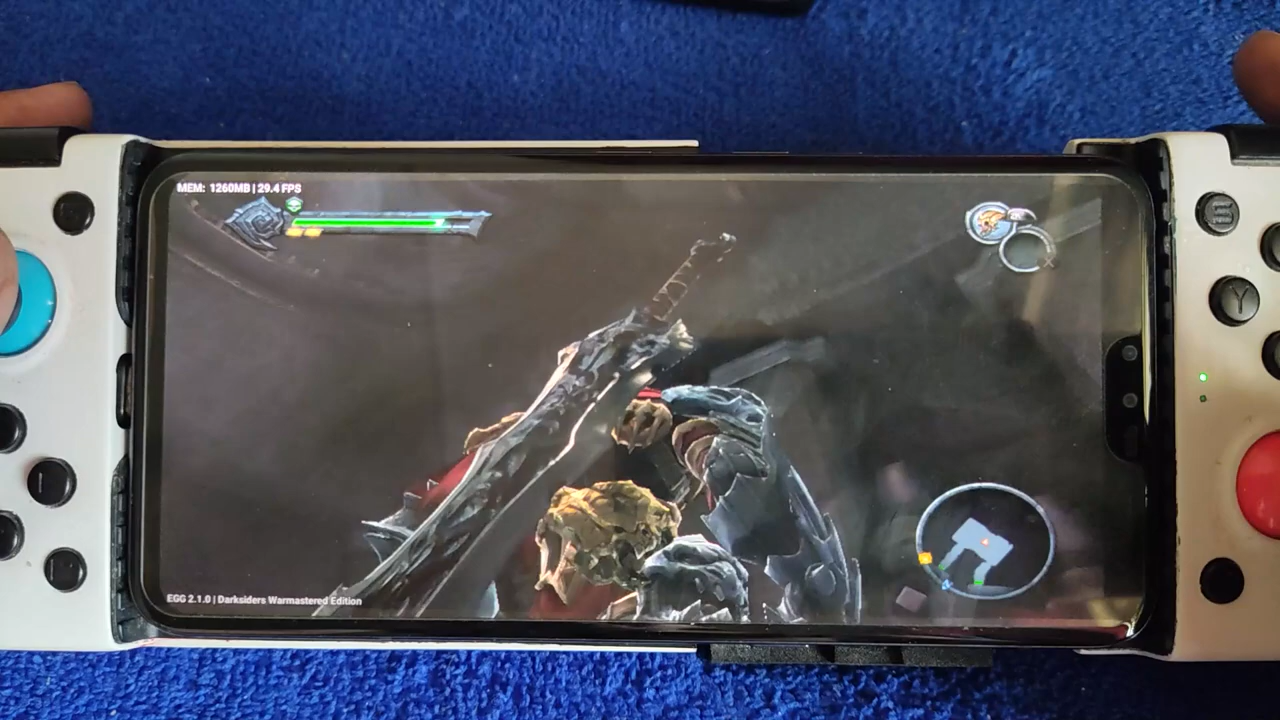 MEM: 1260MB | 29.4 FPS
Y
EGG 2.1.0 | Darksiders Warmastered Edition